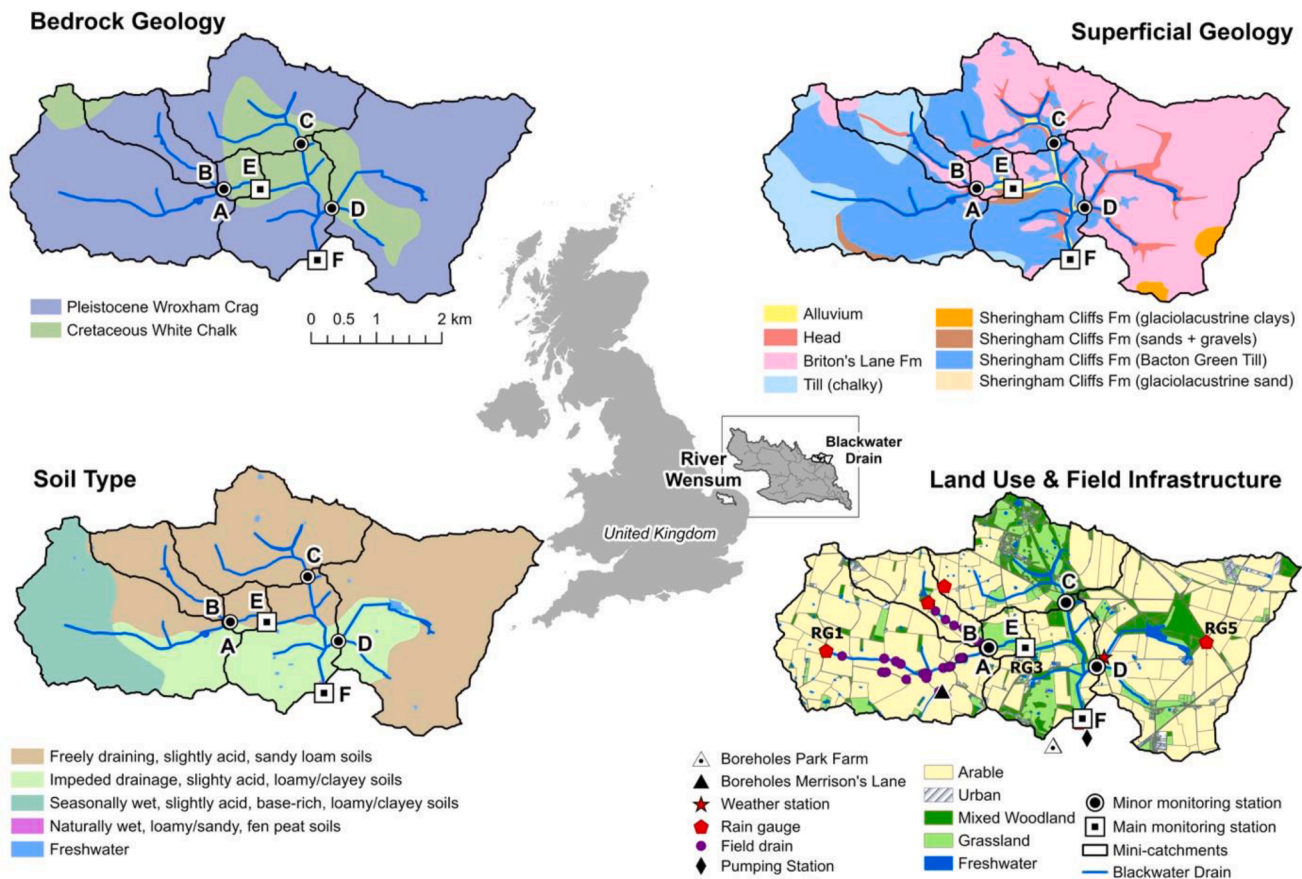 Bedrock Geology
B
E
C
A
D
F
Pleistocene Wroxham Crag
Cretaceous White Chalk
0 0.5 1 2 km
Superficial Geology
C
B
E
A
D
F
Alluvium
Head
Briton's Lane Fm
Till (chalky)
Sheringham Cliffs Fm (glaciolacustrine clays)
Sheringham Cliffs Fm (sands + gravels)
Sheringham Cliffs Fm (Bacton Green Till)
Sheringham Cliffs Fm (glaciolacustrine sand)
River
Wensum
Blackwater
Drain
United Kingdom
Soil Type
C
B
E
A
D
F
Freely draining, slightly acid, sandy loam soils
Impeded drainage, slighty acid, loamy/clayey soils
Seasonally wet, slightly acid, base-rich, loamy/clayey soils
Naturally wet, loamy/sandy, fen peat soils
Freshwater
Land Use & Field Infrastructure
C
RG1
B
E
RG5
A
RG3
D
F
Boreholes Park Farm
Boreholes Merrison's Lane
Weather station
Rain gauge
Field drain
Pumping Station
Arable
Urban
Mixed Woodland
Grassland
Freshwater
Minor monitoring station
Main monitoring station
Mini-catchments
Blackwater Drain